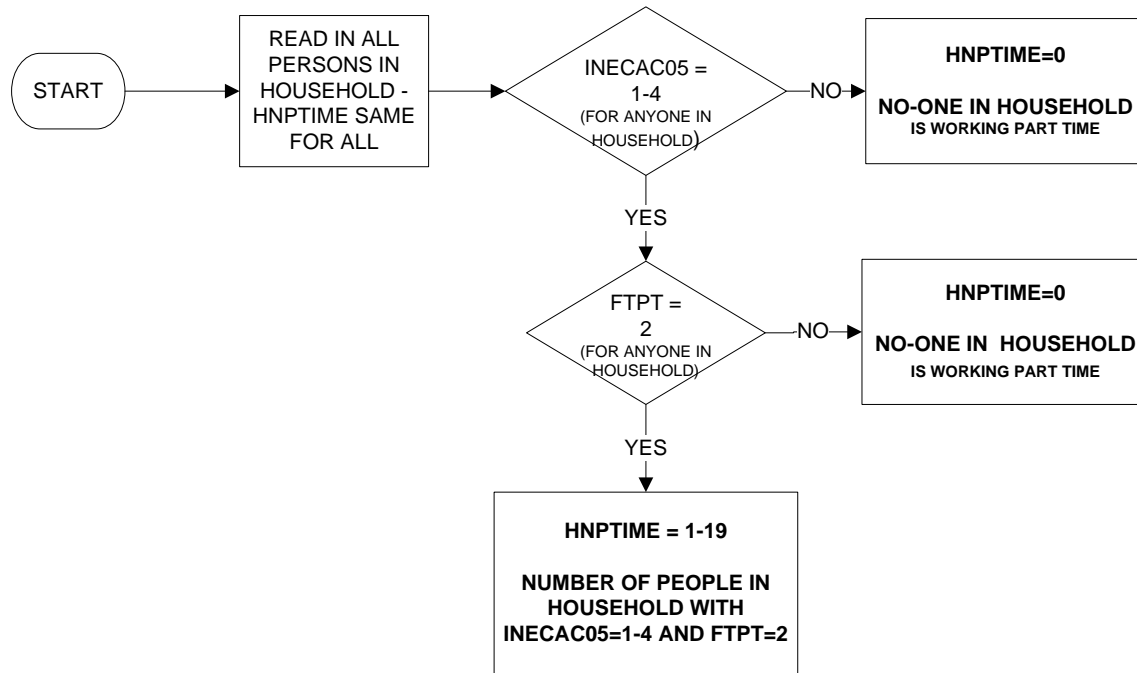 START
READ IN ALL
PERSONS IN
HOUSEHOLD -
HNPTIME SAME
FOR ALL
INECAC05 =
1-4
(FOR ANYONE IN
HOUSEHOLD)
NO
HNPTIME=0
NO-ONE IN HOUSEHOLD
IS WORKING PART TIME
YES
FTPT =
2
(FOR ANYONE IN
HOUSEHOLD)
NO
HNPTIME=0
NO-ONE IN HOUSEHOLD
IS WORKING PART TIME
YES
HNPTIME = 1-19
NUMBER OF PEOPLE IN
HOUSEHOLD WITH
INECAC05=1-4 AND FTPT=2